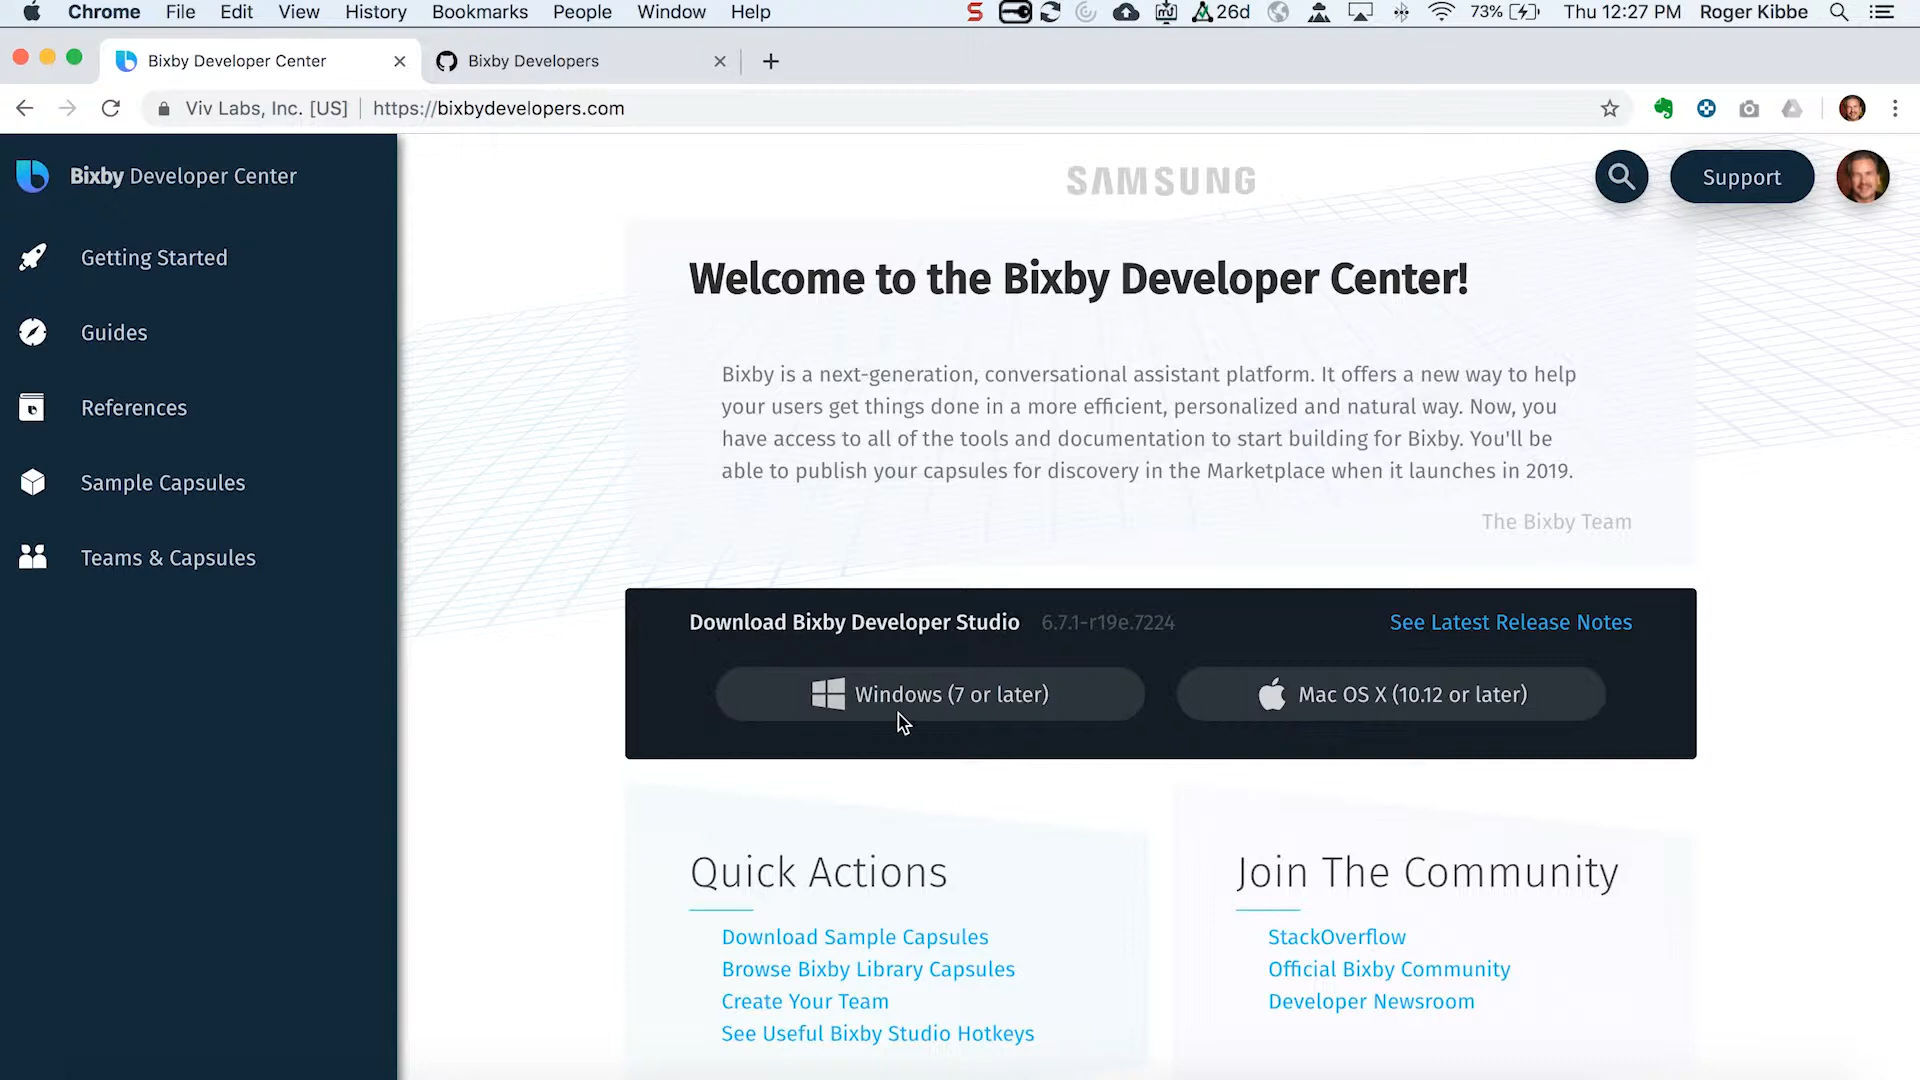 Chrome File Edit View History Bookmarks People Window Help 26d 73% Thu 12:27 PM Roger Kibbe
Bixby Developer Center
Bixby Developers
Viv Labs, Inc. [US] https://bixbydevelopers.com
Bixby Developer Center
Getting Started
Guides
References
Sample Capsules
Teams & Capsules
SAMSUNG
Support
Welcome to the Bixby Developer Center!
Bixby is a next-generation, conversational assistant platform. It offers a new way to help
your users get things done in a more efficient, personalized and natural way. Now, you
have access to all of the tools and documentation to start building for Bixby. You'll be
able to publish your capsules for discovery in the Marketplace when it launches in 2019.
The Bixby Team
Download Bixby Developer Studio 6.7.1-r19e.7224 See Latest Release Notes
Windows (7 or later)
Mac OS X (10.12 or later)
Quick Actions
Download Sample Capsules
Browse Bixby Library Capsules
Create Your Team
See Useful Bixby Studio Hotkeys
Join The Community
StackOverflow
Official Bixby Community
Developer Newsroom